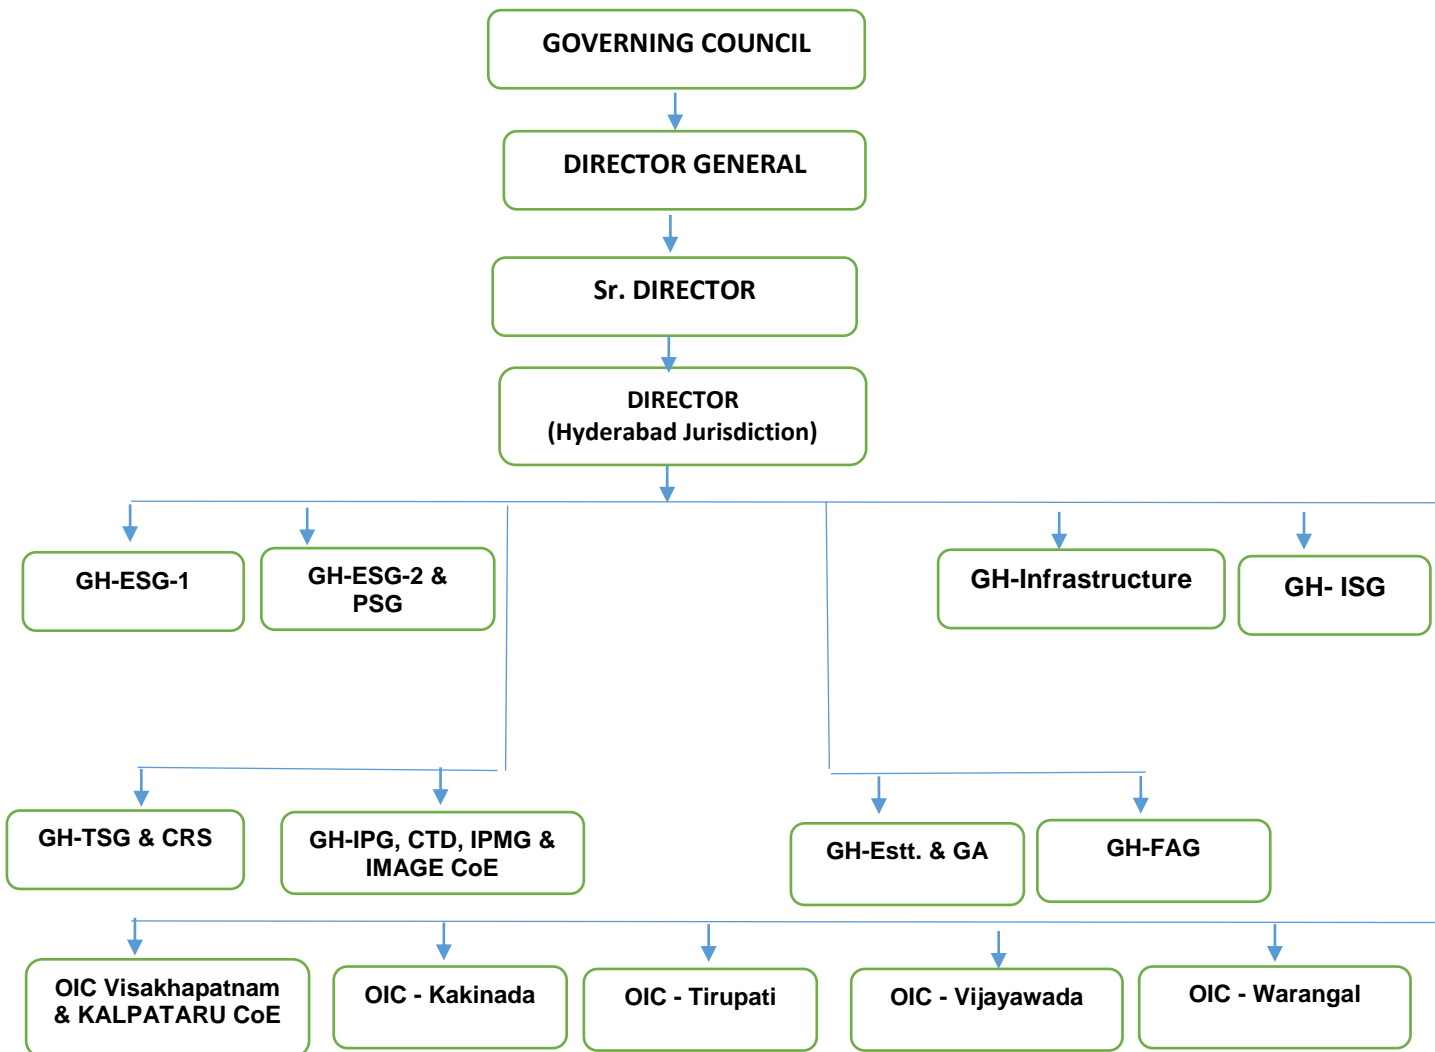 GOVERNING COUNCIL
DIRECTOR GENERAL
Sr. DIRECTOR
DIRECTOR
(Hyderabad Jurisdiction)
GH-ESG-1
GH-ESG-2 &
PSG
GH-Infrastructure
GH- ISG
GH-TSG & CRS
GH-IPG, CTD, IPMG &
IMAGE CoE
GH-Estt. & GA
GH-FAG
OIC Visakhapatnam
& KALPATARU CoE
OIC - Kakinada
OIC - Tirupati
OIC - Vijayawada
OIC - Warangal